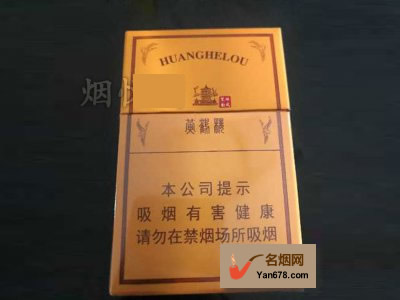 HUANGHELOU
烟
黄鹤楼
本公司提示
吸烟有害健康
请勿在禁烟场所吸烟
名烟网
Yan678.com